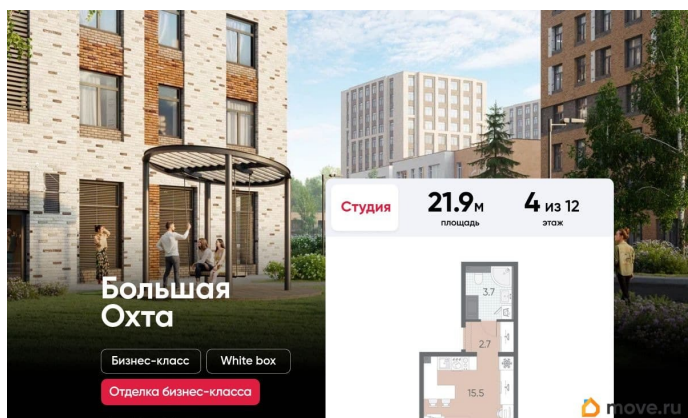 Студия
21.9 м
площадь
4 из 12
этаж
3.7
2.7
15.5
Большая
Охта
Бизнес-класс
White box
Отделка бизнес-класса
move.ru